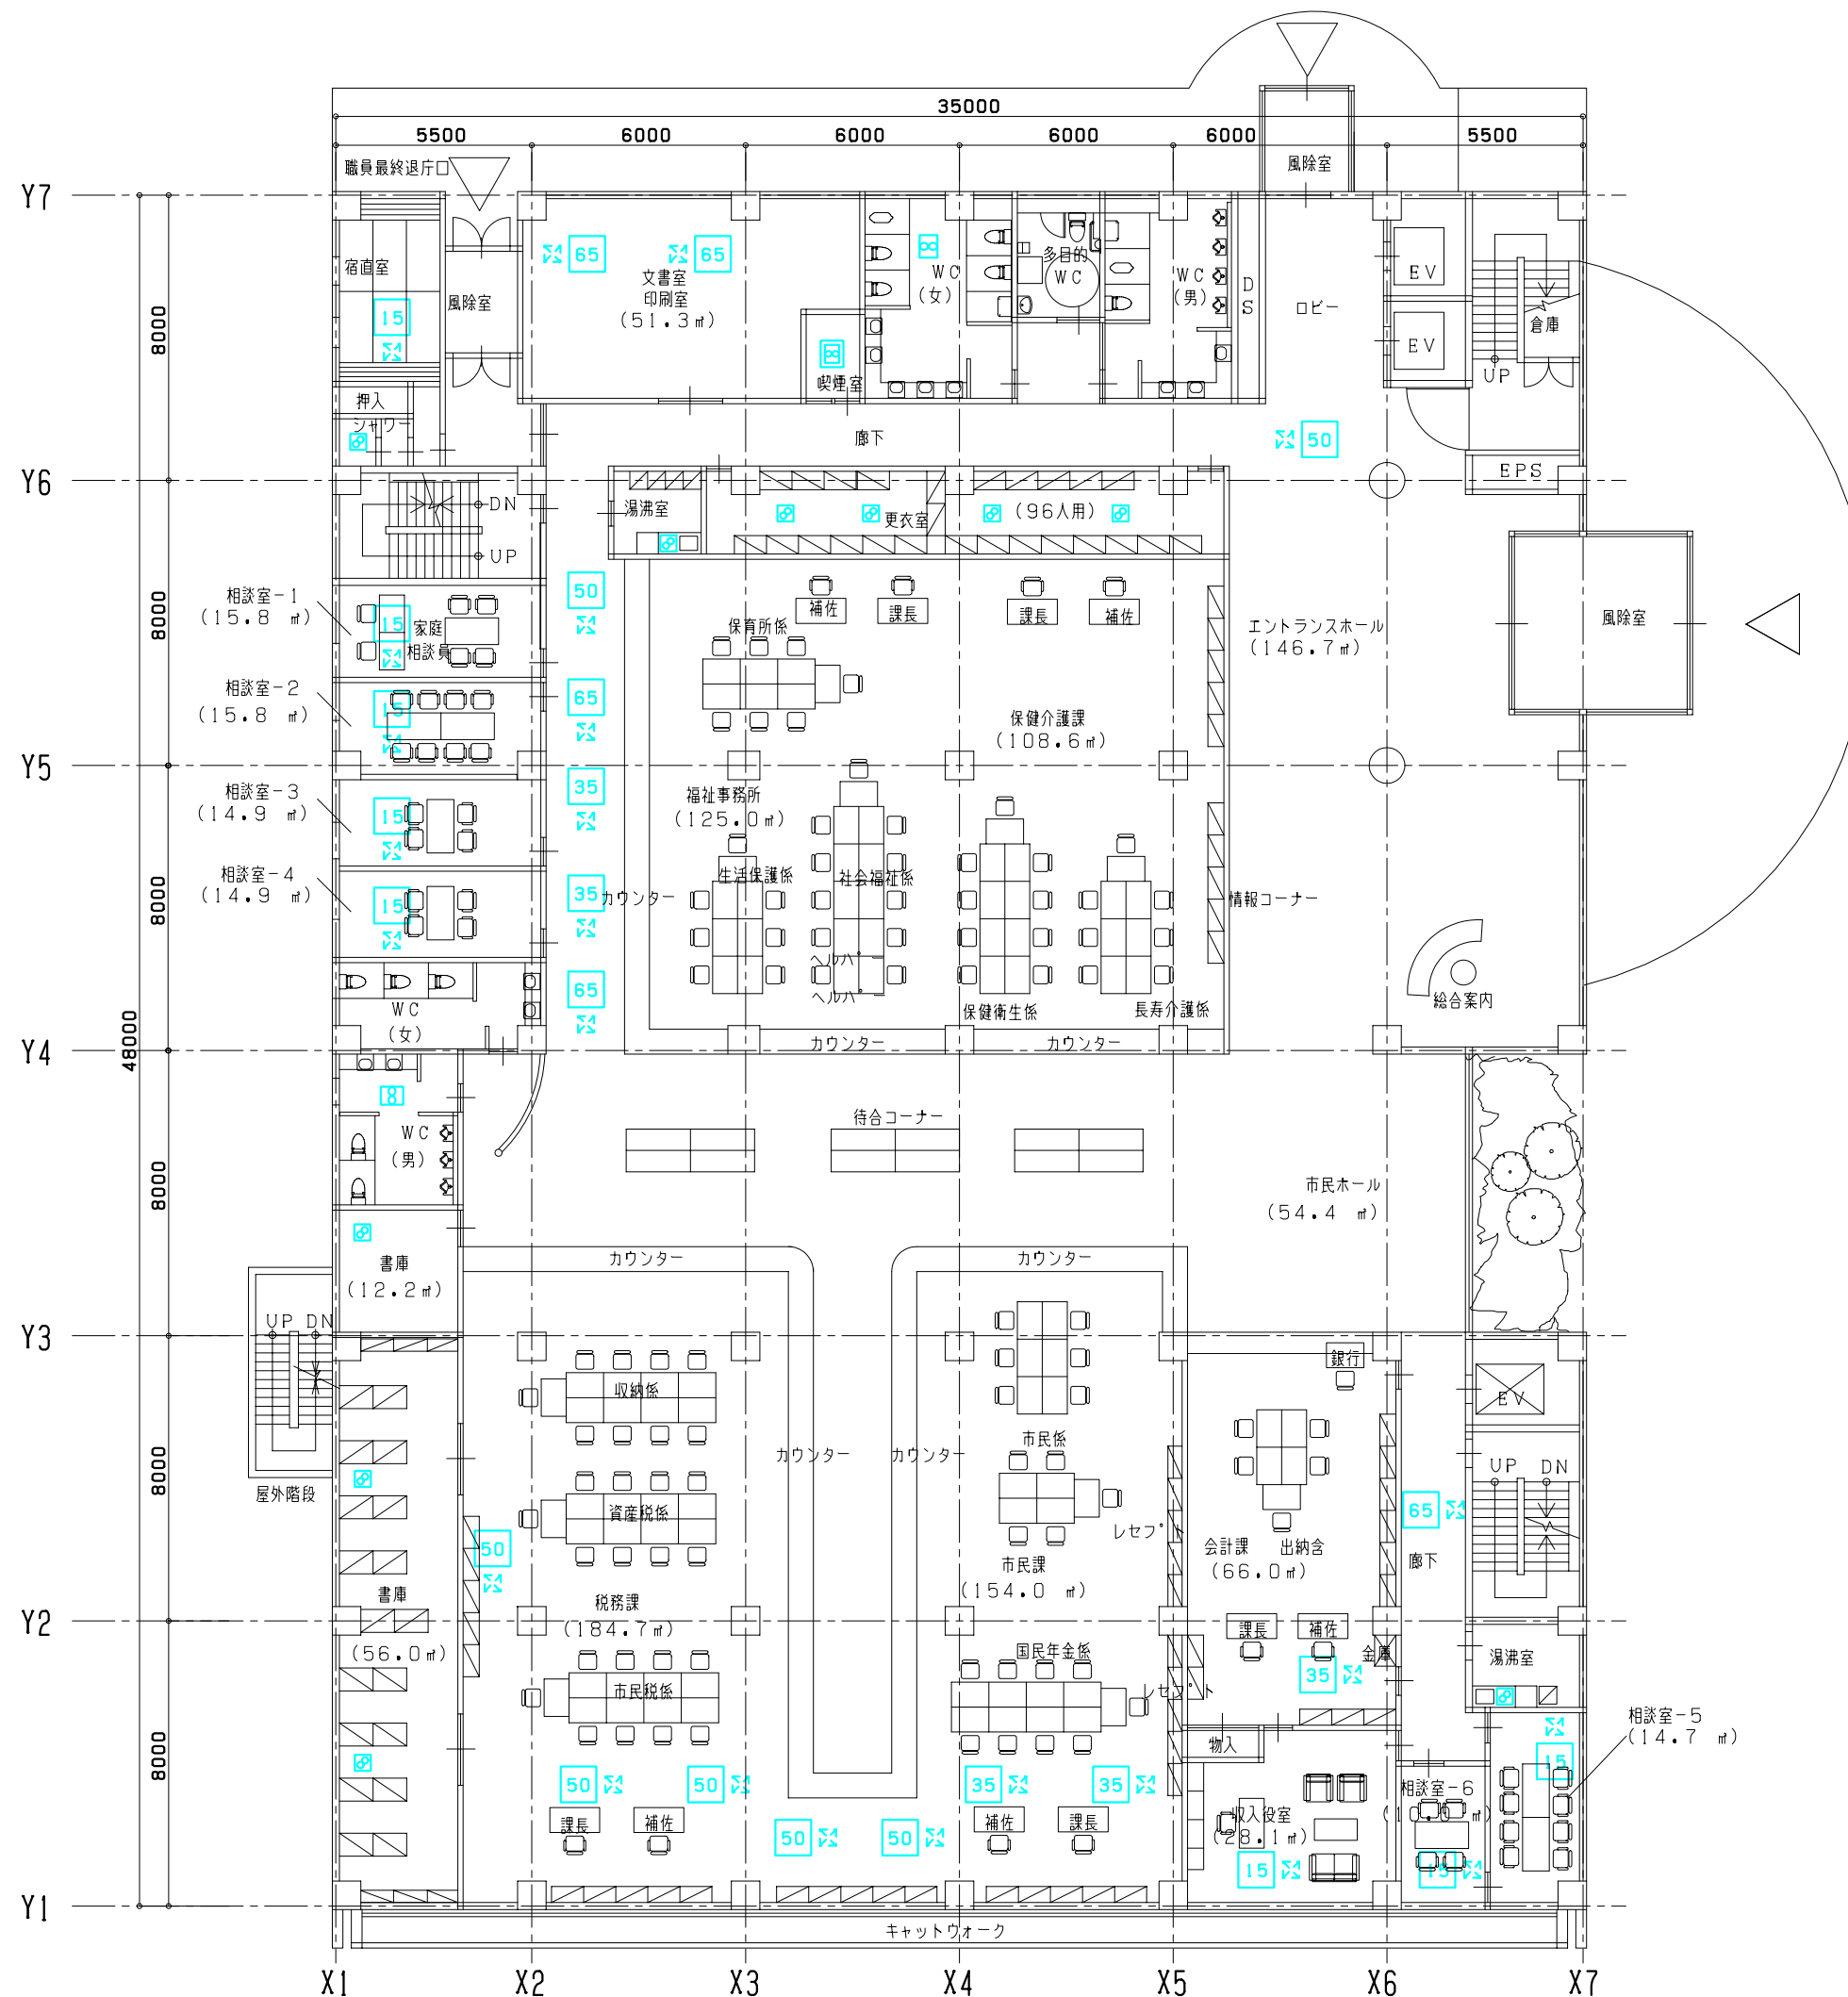 35000
5500
6000
6000
6000
6000
5500
職員最終退庁口
風除室
Y7
宿直室
15
風除室
65
65
文書室
印刷室
(51.3㎡)
喫煙室
WC
(女)
多目的
WC
WC
(男)
DS
ロビー
EV
EV
倉庫
UP
8000
押入
シャワー
廊下
50
EPS
Y6
DN
UP
湯沸室
更衣室
(96人用)
相談室-1
(15.8 ㎡)
15
家庭
相談員
50
補佐
課長
課長
補佐
保育所係
エントランスホール
(146.7㎡)
風除室
8000
相談室-2
(15.8 ㎡)
15
65
保健介護課
(108.6㎡)
Y5
相談室-3
(14.9 ㎡)
15
35
福祉事務所
(125.0㎡)
相談室-4
(14.9 ㎡)
15
35
カウンター
生活保護係
社会福祉係
情報コーナー
8000
ヘルパー
ヘルパー
65
保健衛生係
長寿介護係
総合案内
WC
(女)
カウンター
カウンター
Y4
48000
WC
(男)
待合コーナー
8000
市民ホール
(54.4 ㎡)
書庫
(12.2㎡)
カウンター
カウンター
UP
DN
Y3
収納係
銀行
EV
カウンター
カウンター
市民係
8000
屋外階段
資産税係
50
レセプト
65
UP
DN
会計課
出納含
(66.0㎡)
廊下
市民課
(154.0 ㎡)
書庫
(56.0㎡)
税務課
(184.7㎡)
Y2
国民年金係
課長
補佐
金庫
35
湯沸室
市民税係
レセプト
相談室-5
(14.7 ㎡)
15
物入
8000
50
50
35
35
課長
補佐
50
50
補佐
課長
収入役室
(28.1㎡)
15
相談室-6
15
Y1
キャットウォーク
X1
X2
X3
X4
X5
X6
X7